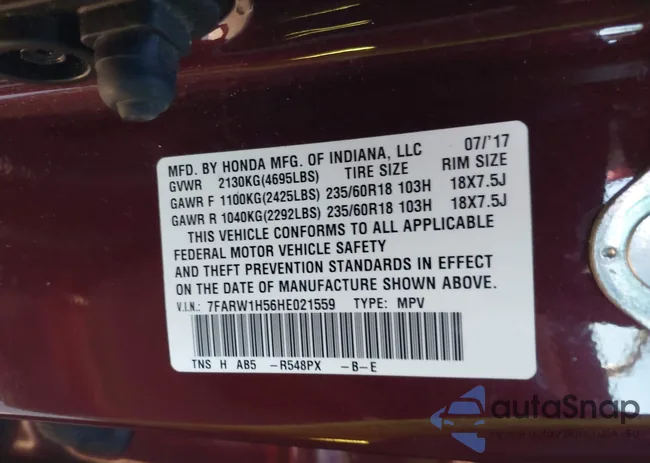 MFD. BY HONDA MFG. OF INDIANA, LLC 07/'17
GVWR 2130KG(4695LBS) TIRE SIZE RIM SIZE
GAWR F 1100KG(2425LBS) 235/60R18 103H 18X7.5J
GAWR R 1040KG(2292LBS) 235/60R18 103H 18X7.5J
THIS VEHICLE CONFORMS TO ALL APPLICABLE
FEDERAL MOTOR VEHICLE SAFETY
AND THEFT PREVENTION STANDARDS IN EFFECT
ON THE DATE OF MANUFACTURE SHOWN ABOVE.
V.I.N.: 7FARW1H56HE021559 TYPE: MPV
TNS H AB5 -R548PX -B-E
autaSnap